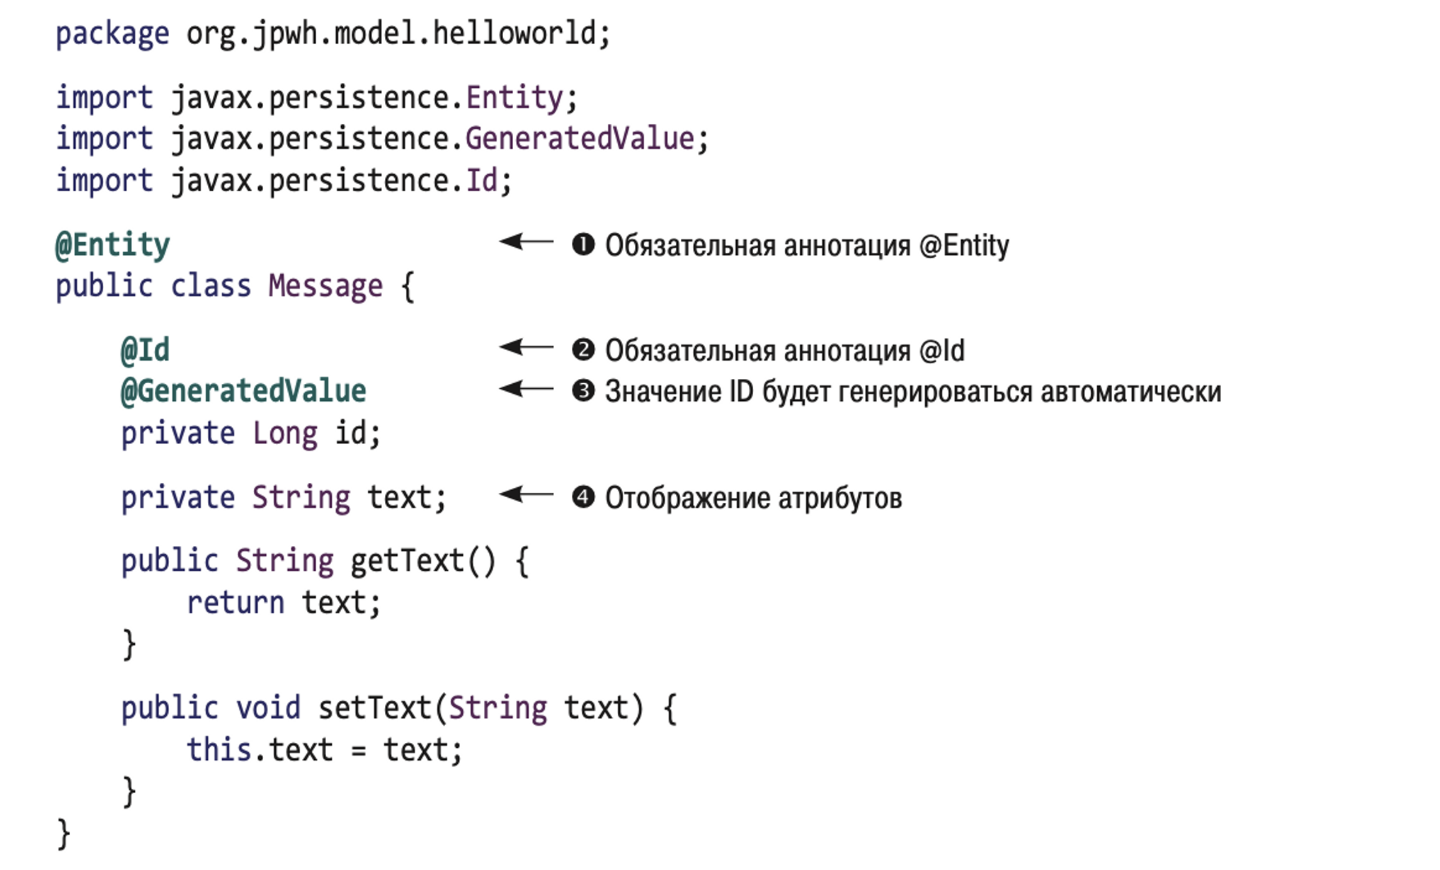 package org.jpwh.model.helloworld;
import javax.persistence.Entity;
import javax.persistence.GeneratedValue;
import javax.persistence.Id;
@Entity ❶ Обязательная аннотация @Entity
public class Message {
@Id ❷ Обязательная аннотация @Id
@GeneratedValue ❸ Значение ID будет генерироваться автоматически
private Long id;
private String text; ❹ Отображение атрибутов
public String getText() {
return text;
}
public void setText(String text) {
this.text = text;
}
}